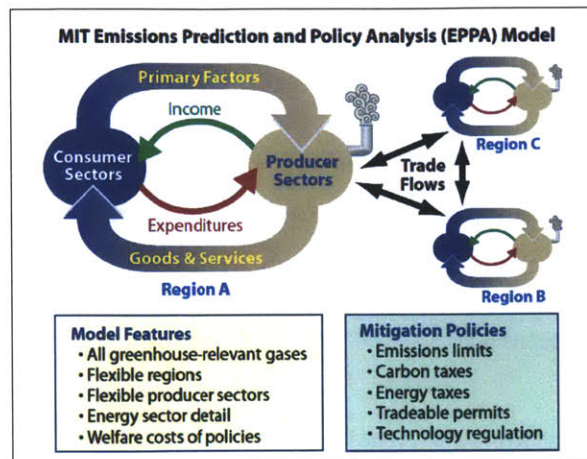 MIT Emissions Prediction and Policy Analysis (EPPA) Model
Primary Factors
Income
Consumer
Sectors
Producer
Sectors
Expenditures
Goods & Services
Region A
Trade
Flows
Region C
Region B
Model Features
• All greenhouse-relevant gases
• Flexible regions
• Flexible producer sectors
• Energy sector detail
• Welfare costs of policies
Mitigation Policies
• Emissions limits
• Carbon taxes
• Energy taxes
• Tradeable permits
• Technology regulation